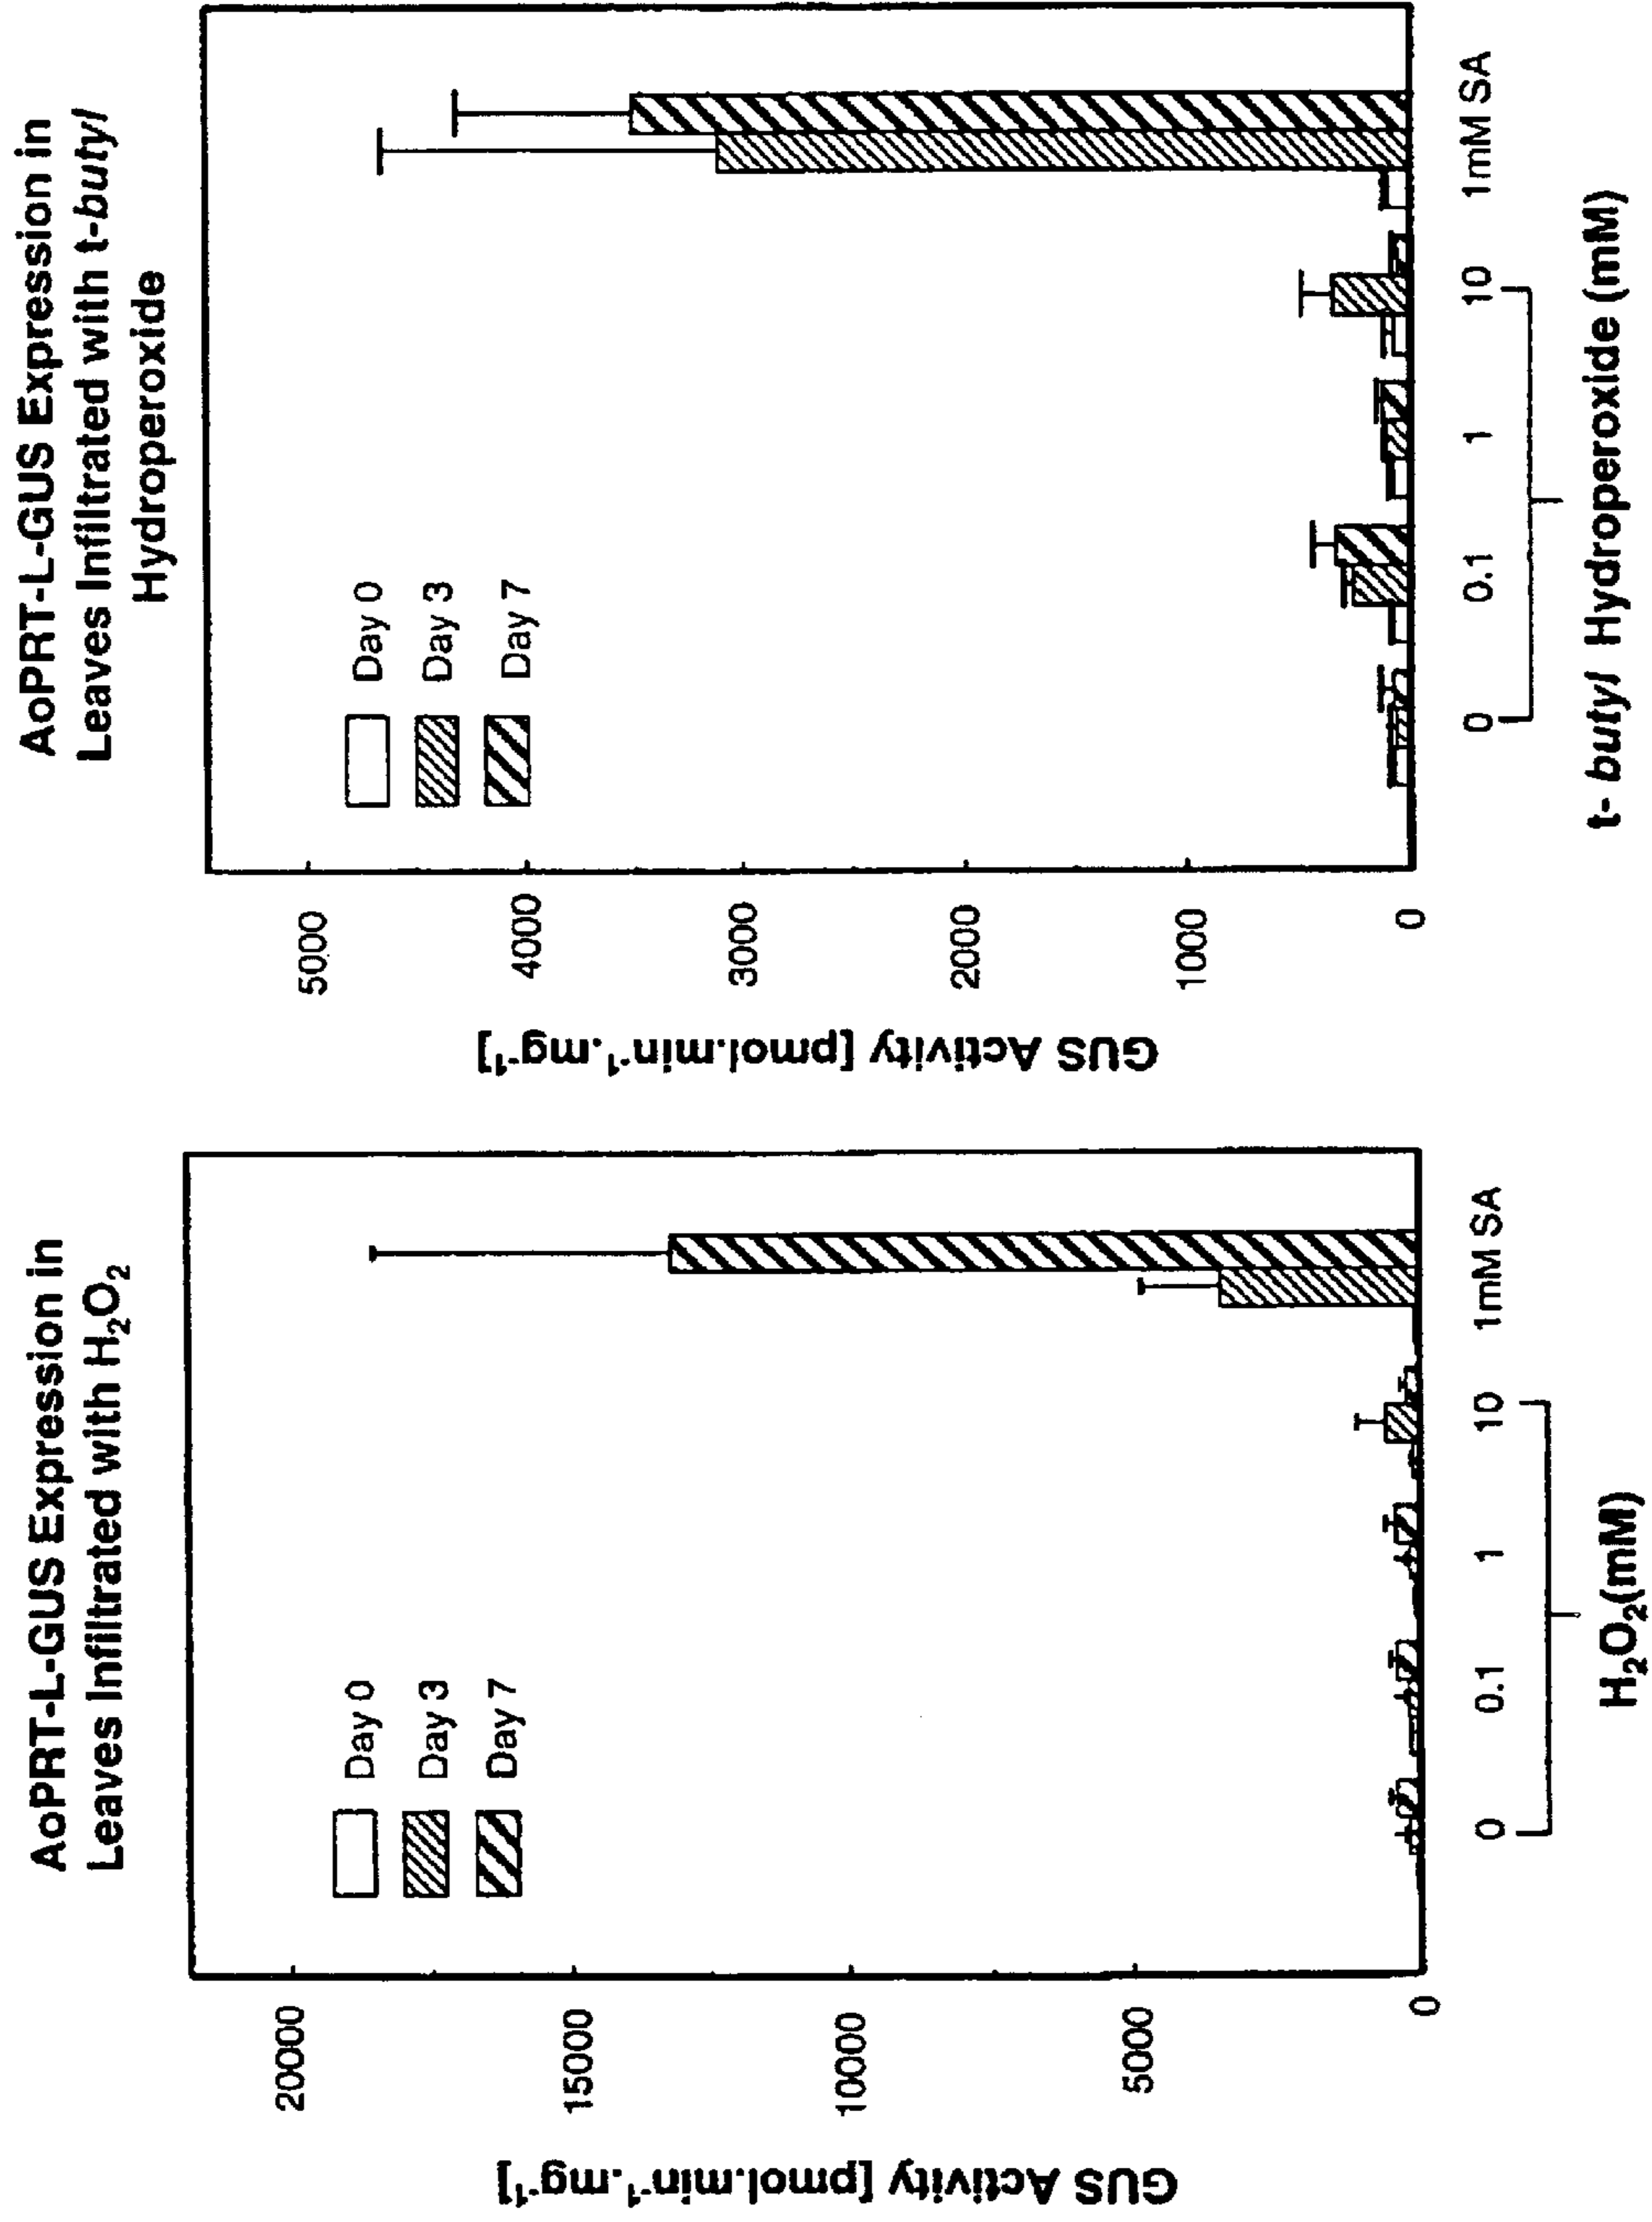 AoPRT-L-GUS Expression in
Leaves Infiltrated with H₂O₂
GUS Activity [pmol.min⁻¹.mg⁻¹]
20000
15000
10000
5000
0
Day 0
Day 3
Day 7
0 0.1 1 10 1mM SA
H₂O₂(mM)
AoPRT-L-GUS Expression in
Leaves Infiltrated with t-butyl
Hydroperoxide
GUS Activity [pmol.min⁻¹.mg⁻¹]
5000
4000
3000
2000
1000
0
Day 0
Day 3
Day 7
0 0.1 1 10 1mM SA
t- butyl Hydroperoxide (mM)